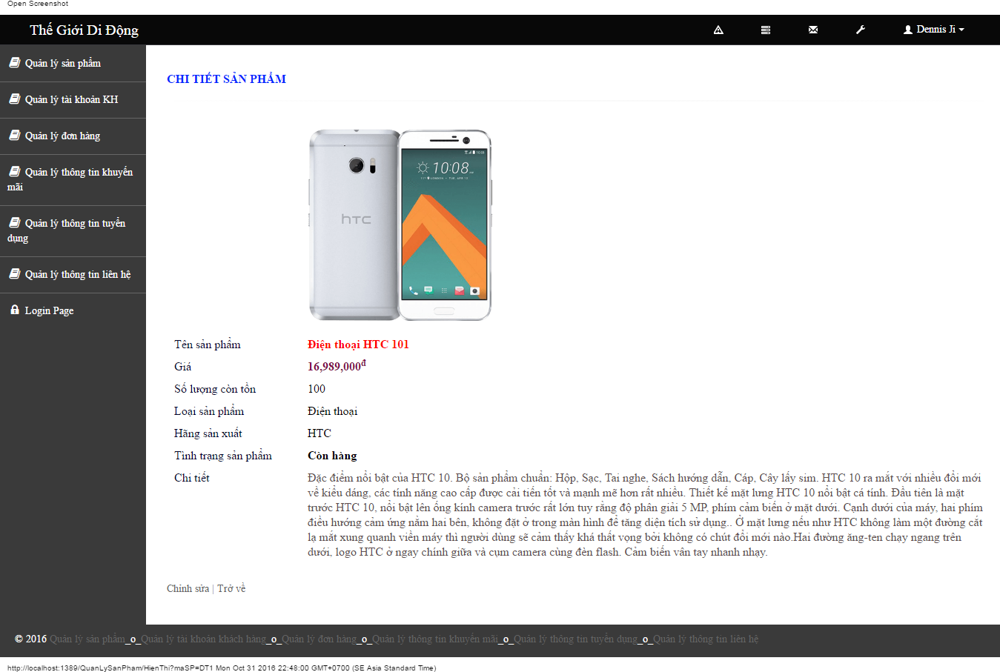 Open Screenshot
Thế Giới Di Động
Dennis Ji
Quản lý sản phẩm
Quản lý tài khoản KH
Quản lý đơn hàng
Quản lý thông tin khuyến
mãi
Quản lý thông tin tuyển
dụng
Quản lý thông tin liên hệ
Login Page
CHI TIẾT SẢN PHẨM
10:08
10:08
hTC
Tên sản phẩm Điện thoại HTC 101
Giá 16,989,000đ
Số lượng còn tồn 100
Loại sản phẩm Điện thoại
Hãng sản xuất HTC
Tình trạng sản phẩm Còn hàng
Chi tiết Đặc điểm nổi bật của HTC 10. Bộ sản phẩm chuẩn: Hộp, Sạc, Tai nghe, Sách hướng dẫn, Cáp, Cây lấy sim. HTC 10 ra mắt với nhiều đổi mới
về kiểu dáng, các tính năng cao cấp được cải tiến tốt và mạnh mẽ hơn rất nhiều. Thiết kế mặt lưng HTC 10 nổi bật cá tính. Đầu tiên là mặt
trước HTC 10, nổi bật lên ống kính camera trước rất lớn tuy rằng độ phân giải 5 MP, phím cảm biến ở mặt dưới. Cạnh dưới của máy, hai phím
điều hướng cảm ứng nằm hai bên, không đặt ở trong màn hình để tăng diện tích sử dụng.. Ở mặt lưng nếu như HTC không làm một đường cắt
lạ mắt xung quanh viền máy thì người dùng sẽ cảm thấy khá thất vọng bởi không có chút đổi mới nào.Hai đường ăng-ten chạy ngang trên
dưới, logo HTC ở ngay chính giữa và cụm camera cùng đèn flash. Cảm biến vân tay nhanh nhạy.
Chỉnh sửa | Trở về
© 2016 Quản lý sản phẩm_o_Quản lý tài khoản khách hàng_o_Quản lý đơn hàng_o_Quản lý thông tin khuyến mãi_o_Quản lý thông tin tuyển dụng_o_Quản lý thông tin liên hệ
http://localhost:1389/QuanLySanPham/HienThi?maSP=DT1 Mon Oct 31 2016 22:48:00 GMT+0700 (SE Asia Standard Time)